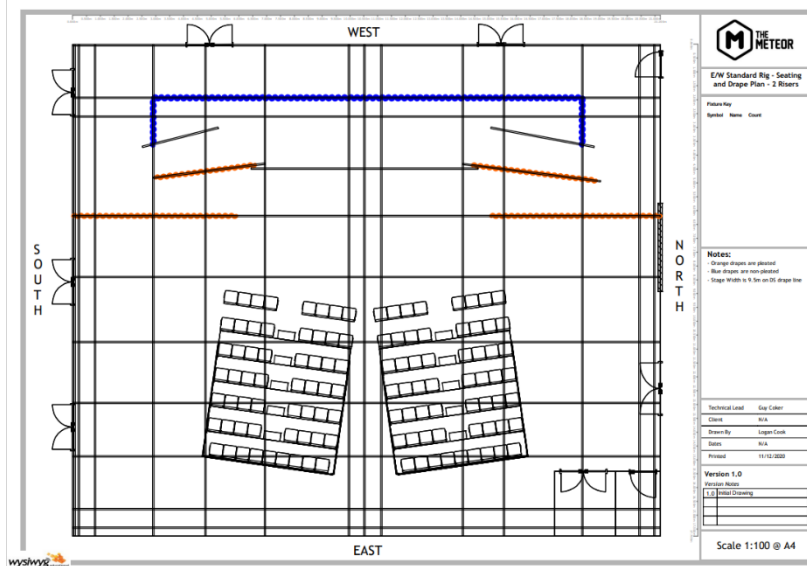 WEST
SOUTH
NORTH
EAST
wysiwyg
M
THE
METEOR
E/W Standard Rig - Seating
and Drape Plan - 2 Risers
Fixture Key
Symbol Name Count
Notes:
- Orange drapes are pleated
- Blue drapes are non-pleated
- Stage Width is 9.5m on DS drape line
Technical Lead Guy Coker
Client N/A
Drawn By Logan Cook
Dates N/A
Printed 11/12/2020
Version 1.0
Version Notes
1.0 Initial Drawing
Scale 1:100 @ A4